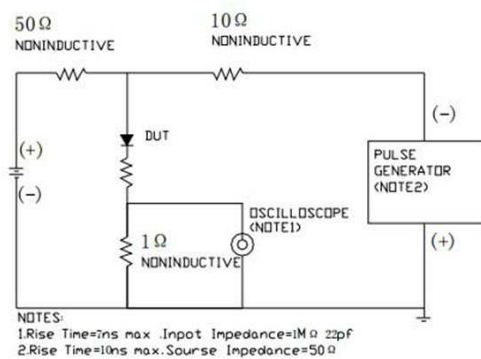 50Ω
NONINDUCTIVE
10Ω
NONINDUCTIVE
(+)
(-)
DUT
1Ω
NONINDUCTIVE
OSCILLOSCOPE
(NOTE1)
(-)
PULSE
GENERATOR
(NOTE2)
(+)
NOTES:
1.Rise Time=7ns max .Inpot Impedance=1MΩ 22pf
2.Rise Time=10ns max.Sourse Impedance=50Ω